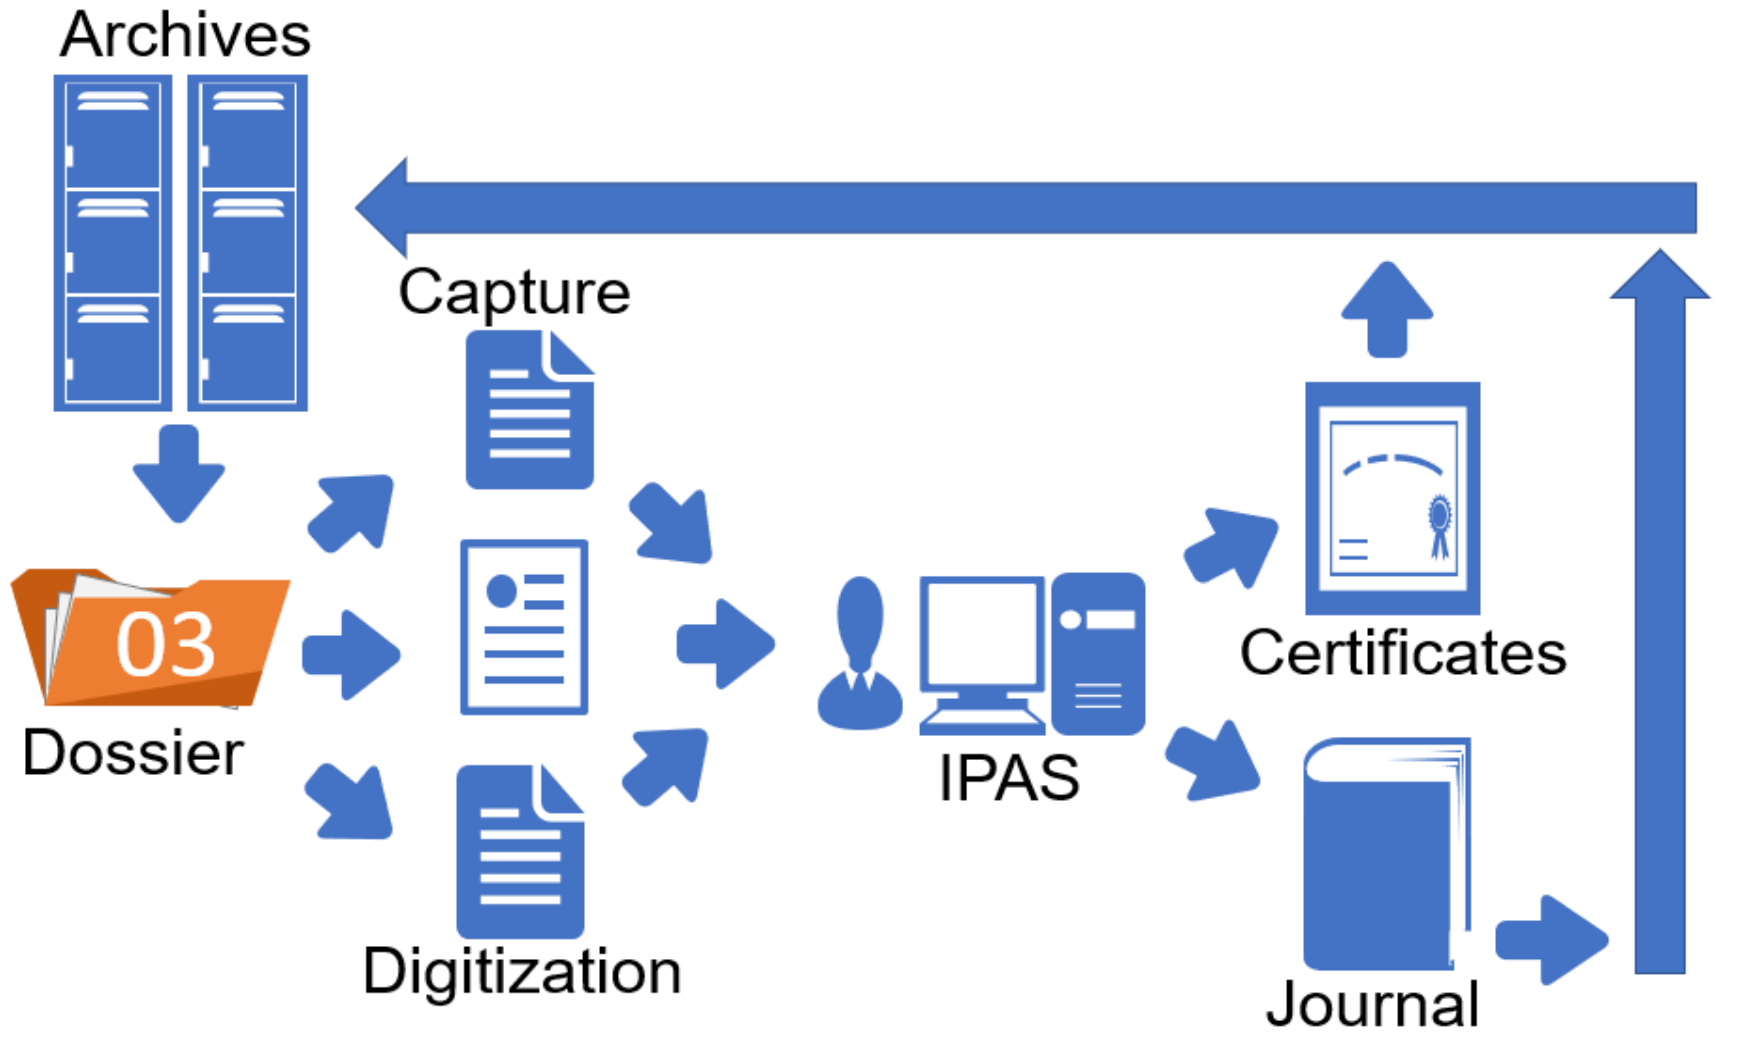 Archives
Capture
03
Dossier
Digitization
IPAS
Certificates
Journal